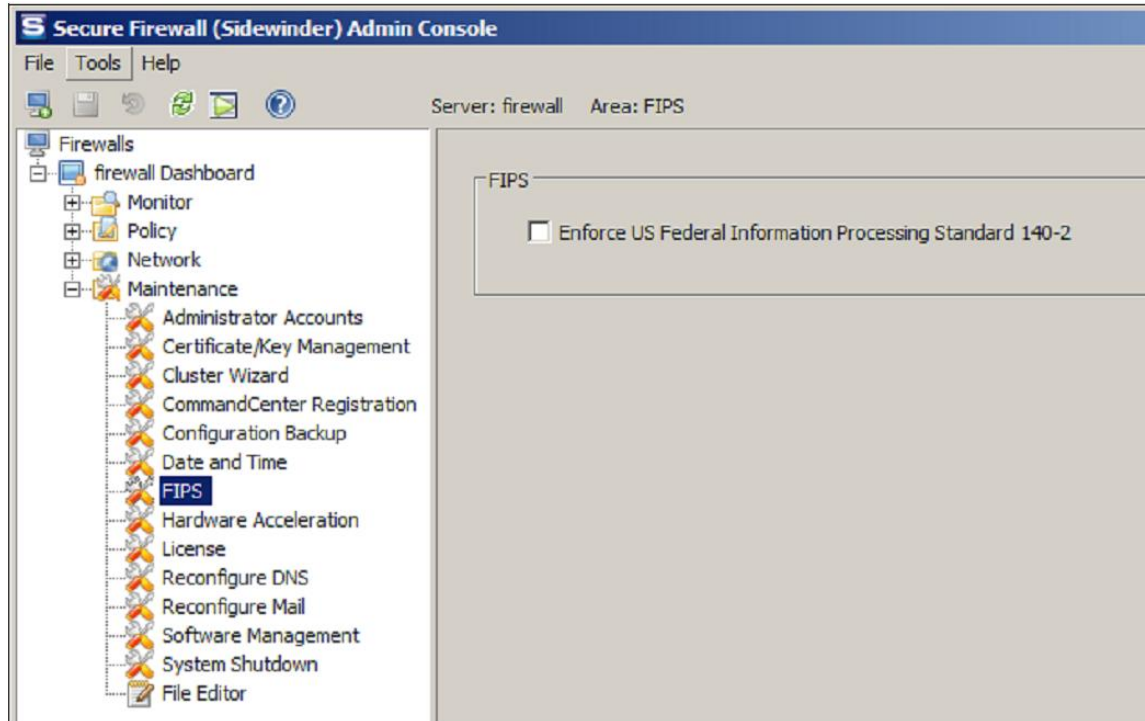 S Secure Firewall (Sidewinder) Admin Console
File Tools Help
Server: firewall Area: FIPS
Firewalls
firewall Dashboard
Monitor
Policy
Network
Maintenance
Administrator Accounts
Certificate/Key Management
Cluster Wizard
CommandCenter Registration
Configuration Backup
Date and Time
FIPS
Hardware Acceleration
License
Reconfigure DNS
Reconfigure Mail
Software Management
System Shutdown
File Editor
FIPS
Enforce US Federal Information Processing Standard 140-2